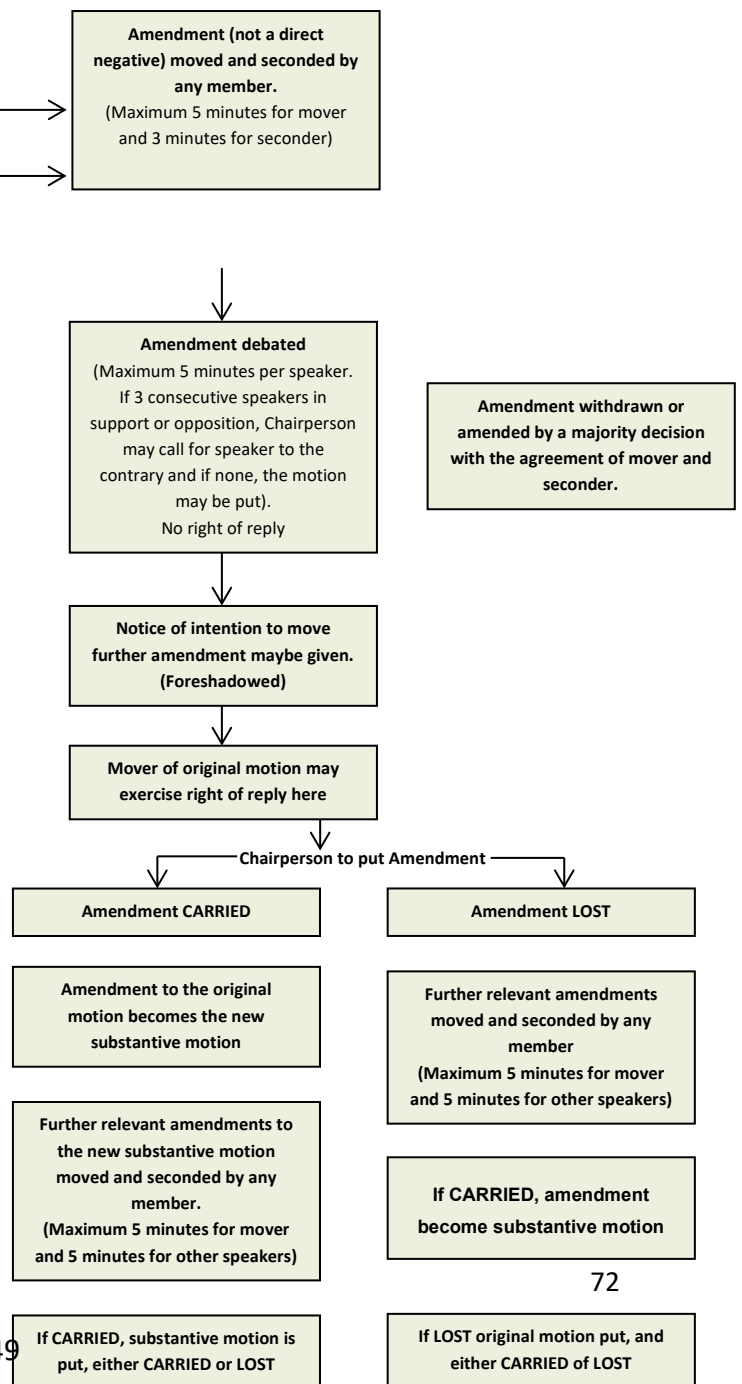 Amendment (not a direct
negative) moved and seconded by
any member.
(Maximum 5 minutes for mover
and 3 minutes for seconder)
Amendment debated
(Maximum 5 minutes per speaker.
If 3 consecutive speakers in
support or opposition, Chairperson
may call for speaker to the
contrary and if none, the motion
may be put).
No right of reply
Amendment withdrawn or
amended by a majority decision
with the agreement of mover and
seconder.
Notice of intention to move
further amendment maybe given.
(Foreshadowed)
Mover of original motion may
exercise right of reply here
Chairperson to put Amendment
Amendment CARRIED
Amendment to the original
motion becomes the new
substantive motion
Further relevant amendments to
the new substantive motion
moved and seconded by any
member.
(Maximum 5 minutes for mover
and 5 minutes for other speakers)
If CARRIED, substantive motion is
put, either CARRIED or LOST
Amendment LOST
Further relevant amendments
moved and seconded by any
member
(Maximum 5 minutes for mover
and 5 minutes for other speakers)
If CARRIED, amendment
become substantive motion
72
If LOST original motion put, and
either CARRIED of LOST